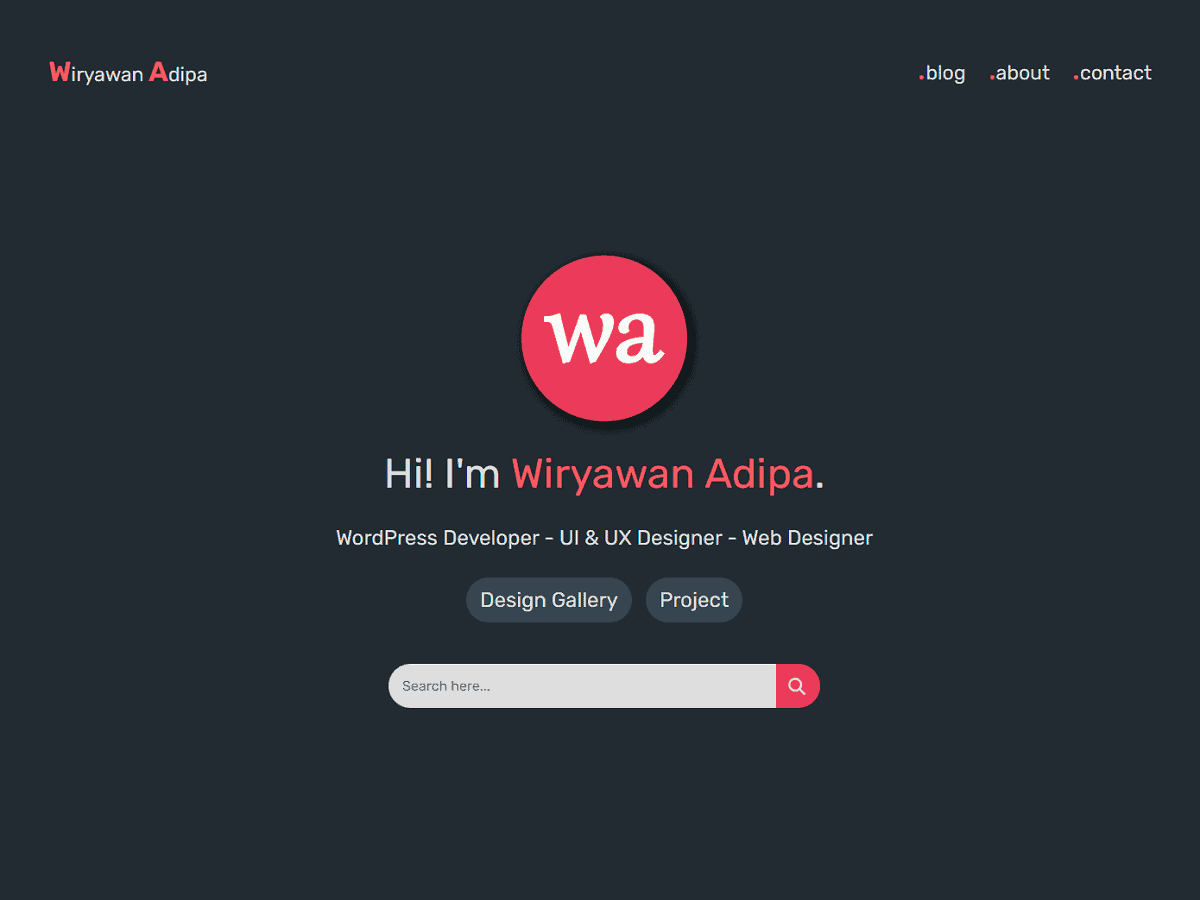 Wiryawan Adipa
.blog .about .contact
wa
Hi! I'm Wiryawan Adipa.
WordPress Developer - UI & UX Designer - Web Designer
Design Gallery Project
Search here...